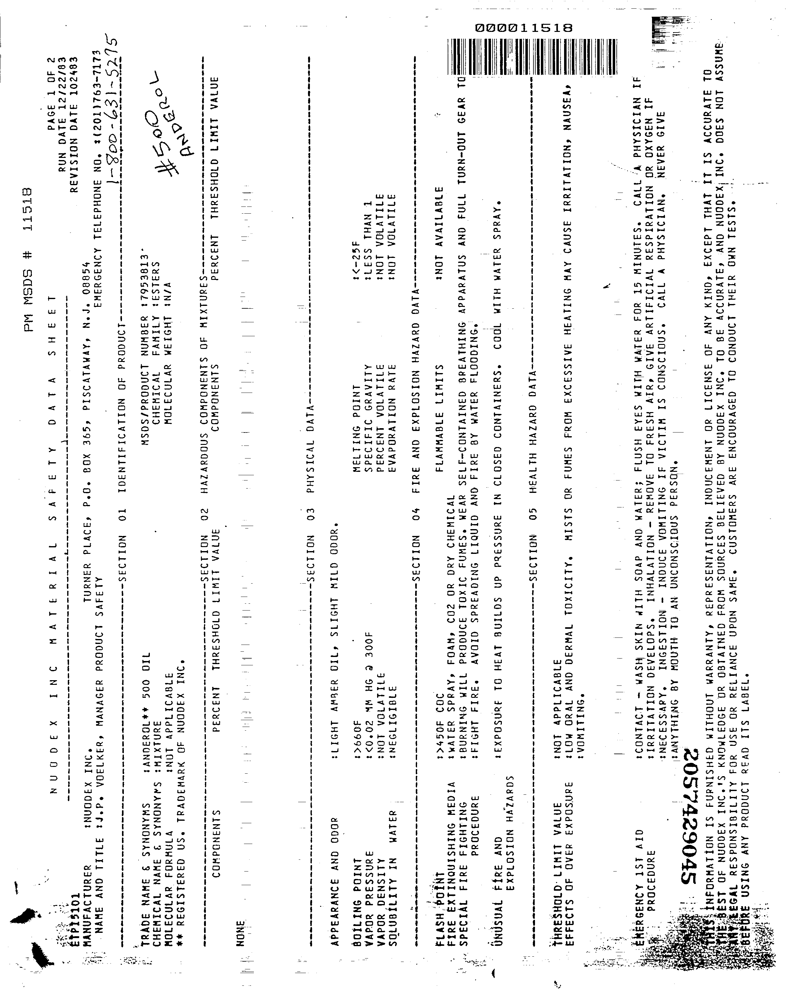 PM MSDS # 11518
000011518
N U O D E X I N C M A T E R I A L S A F E T Y D A T A S H E E T
PAGE 1 OF 2
RUN DATE 12/22/83
REVISION DATE 102483
ETP15101
MANUFACTURER :NUODEX INC. TURNER PLACE, P.O. BOX 365, PISCATAWAY, N.J. 08854
NAME AND TITLE :J.P. VOELKER, MANAGER PRODUCT SAFETY EMERGENCY TELEPHONE NO. :(201)763-7173
1-800-631-5275
SECTION 01 IDENTIFICATION OF PRODUCT
TRADE NAME & SYNONYMS :ANDEROL** 500 OIL MSDS/PRODUCT NUMBER :7953813
CHEMICAL NAME & SYNONYMS :MIXTURE CHEMICAL FAMILY :ESTERS
MOLECULAR FORMULA :NOT APPLICABLE MOLECULAR WEIGHT :N/A
** REGISTERED US. TRADEMARK OF NUODEX INC.
#500
ANDEROL
SECTION 02 HAZARDOUS COMPONENTS OF MIXTURES
COMPONENTS PERCENT THRESHOLD LIMIT VALUE COMPONENTS PERCENT THRESHOLD LIMIT VALUE
NONE
SECTION 03 PHYSICAL DATA
APPEARANCE AND ODOR :LIGHT AMBER OIL, SLIGHT MILD ODOR.
BOILING POINT :>660F MELTING POINT :<-25F
VAPOR PRESSURE :<0.02 MM HG @ 300F SPECIFIC GRAVITY :LESS THAN 1
VAPOR DENSITY :NOT VOLATILE PERCENT VOLATILE :NOT VOLATILE
SOLUBILITY IN WATER :NEGLIGIBLE EVAPORATION RATE :NOT VOLATILE
SECTION 04 FIRE AND EXPLOSION HAZARD DATA
FLASH POINT :>450F COC FLAMMABLE LIMITS :NOT AVAILABLE
FIRE EXTINQUISHING MEDIA :WATER SPRAY, FOAM, CO2 OR DRY CHEMICAL
SPECIAL FIRE FIGHTING :BURNING WILL PRODUCE TOXIC FUMES. WEAR SELF-CONTAINED BREATHING APPARATUS AND FULL TURN-OUT GEAR TO
PROCEDURE :FIGHT FIRE. AVOID SPREADING LIQUID AND FIRE BY WATER FLOODING.
UNUSUAL FIRE AND :EXPOSURE TO HEAT BUILDS UP PRESSURE IN CLOSED CONTAINERS. COOL WITH WATER SPRAY.
EXPLOSION HAZARDS
SECTION 05 HEALTH HAZARD DATA
THRESHOLD LIMIT VALUE :NOT APPLICABLE
EFFECTS OF OVER EXPOSURE :LOW ORAL AND DERMAL TOXICITY. MISTS OR FUMES FROM EXCESSIVE HEATING MAY CAUSE IRRITATION, NAUSEA,
:VOMITING.
EMERGENCY 1ST AID :CONTACT - WASH SKIN WITH SOAP AND WATER; FLUSH EYES WITH WATER FOR 15 MINUTES. CALL A PHYSICIAN IF
PROCEDURE :IRRITATION DEVELOPS. INHALATION - REMOVE TO FRESH AIR, GIVE ARTIFICIAL RESPIRATION OR OXYGEN IF
:NECESSARY. INGESTION - INDUCE VOMITING IF VICTIM IS CONSCIOUS. CALL A PHYSICIAN. NEVER GIVE
:ANYTHING BY MOUTH TO AN UNCONSCIOUS PERSON.
2057429045
THIS INFORMATION IS FURNISHED WITHOUT WARRANTY, REPRESENTATION, INDUCEMENT OR LICENSE OF ANY KIND, EXCEPT THAT IT IS ACCURATE TO
THE BEST OF NUODEX INC.'S KNOWLEDGE OR OBTAINED FROM SOURCES BELIEVED BY NUODEX INC. TO BE ACCURATE, AND NUODEX INC. DOES NOT ASSUME
ANY LEGAL RESPONSIBILITY FOR USE OR RELIANCE UPON SAME. CUSTOMERS ARE ENCOURAGED TO CONDUCT THEIR OWN TESTS.
BEFORE USING ANY PRODUCT READ ITS LABEL.